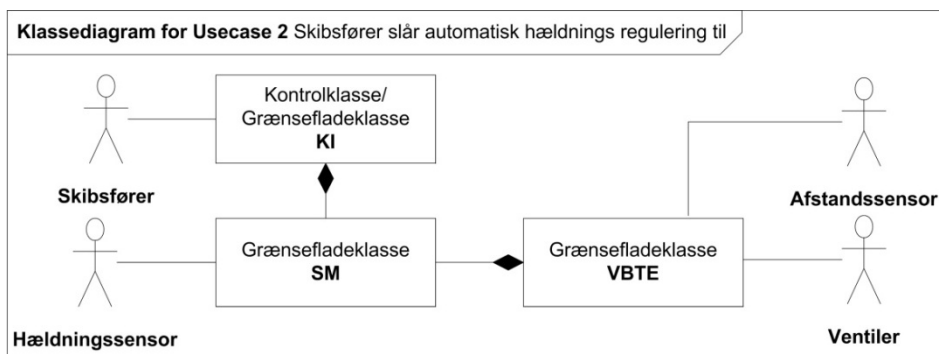 Klassediagram for Usecase 2 Skibsfører slår automatisk hældnings regulering til
Kontrolklasse/
Grænsefladeklasse
KI
Skibsfører
Afstandssensor
Grænsefladeklasse
SM
Grænsefladeklasse
VBTE
Hældningssensor
Ventiler